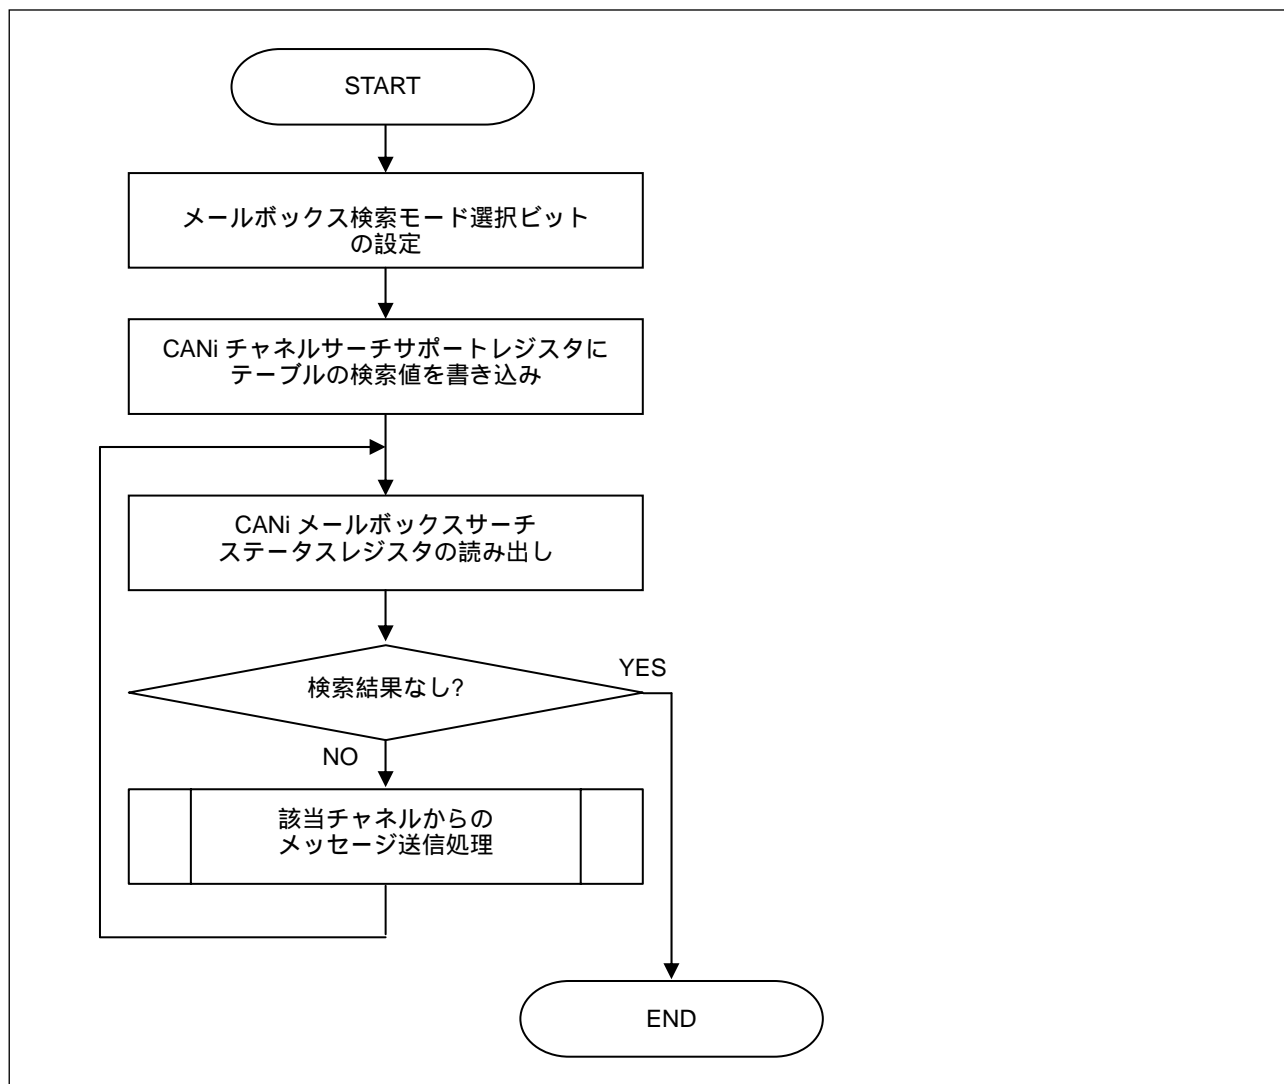 START
メールボックス検索モード選択ビット
の設定
CANi チャネルサーチサポートレジスタに
テーブルの検索値を書き込み
CANi メールボックスサーチ
ステータスレジスタの読み出し
検索結果なし?
YES
NO
該当チャネルからの
メッセージ送信処理
END